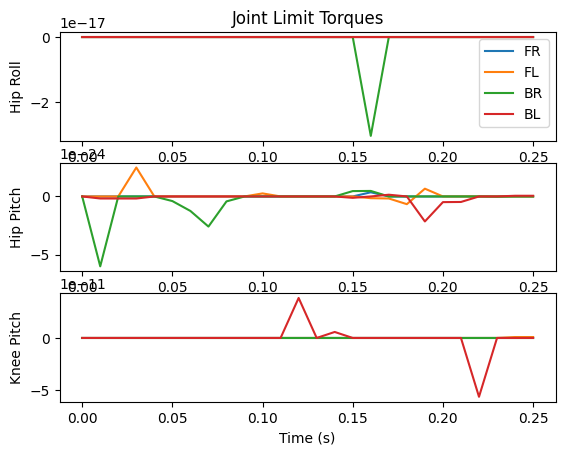 Joint Limit Torques
1e−17
0
−2
Hip Roll
FR
FL
BR
BL
0.00 0.05 0.10 0.15 0.20 0.25
1e−24
0
−5
Hip Pitch
0.00 0.05 0.10 0.15 0.20 0.25
1e−11
0
−5
Knee Pitch
0.00 0.05 0.10 0.15 0.20 0.25
Time (s)